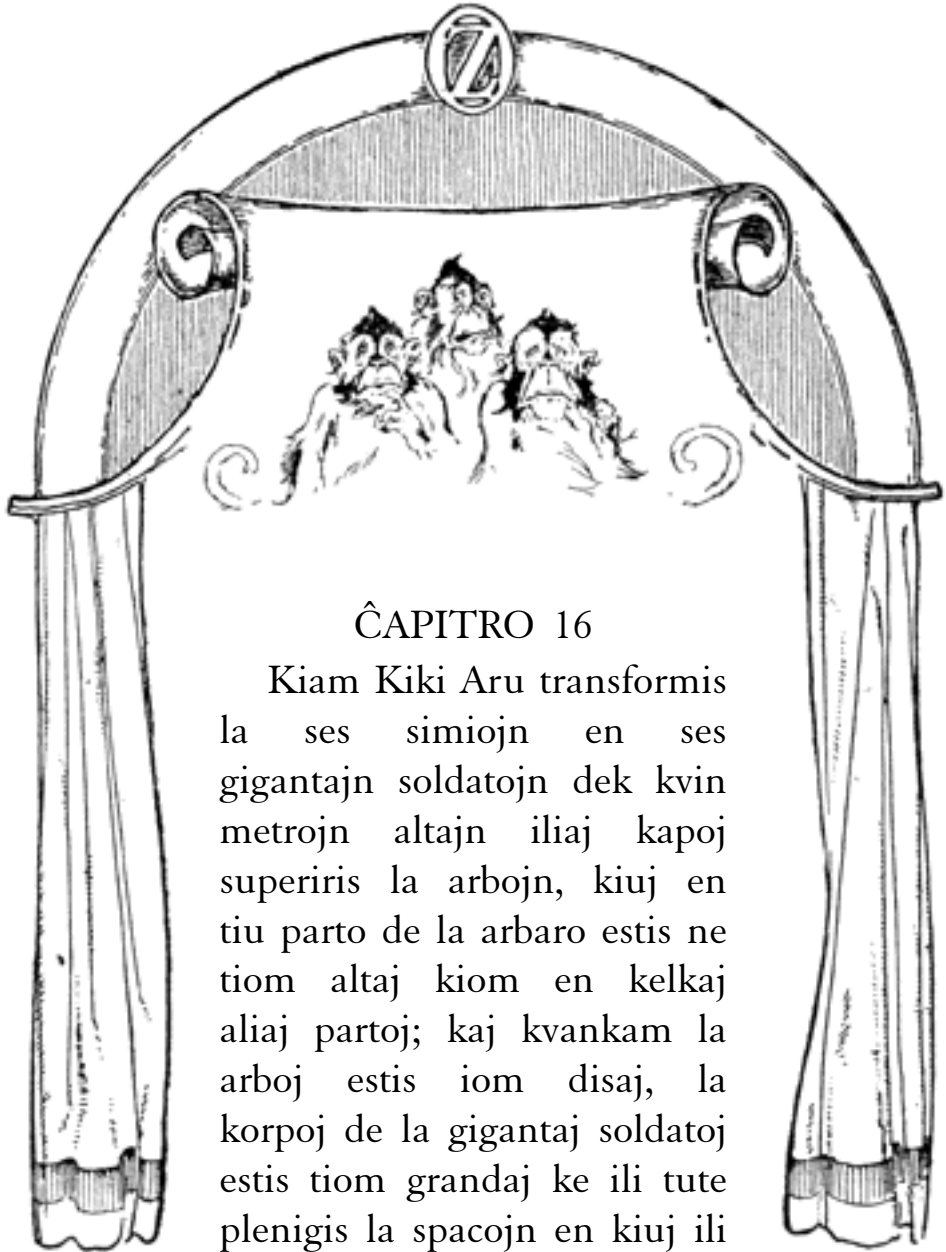 OZ
ĈAPITRO 16
Kiam Kiki Aru transformis
la ses simiojn en ses
gigantajn soldatojn dek kvin
metrojn altajn iliaj kapoj
superiris la arbojn, kiuj en
tiu parto de la arbaro estis ne
tiom altaj kiom en kelkaj
aliaj partoj; kaj kvankam la
arboj estis iom disaj, la
korpoj de la gigantaj soldatoj
estis tiom grandaj ke ili tute
plenigis la spacojn en kiuj ili